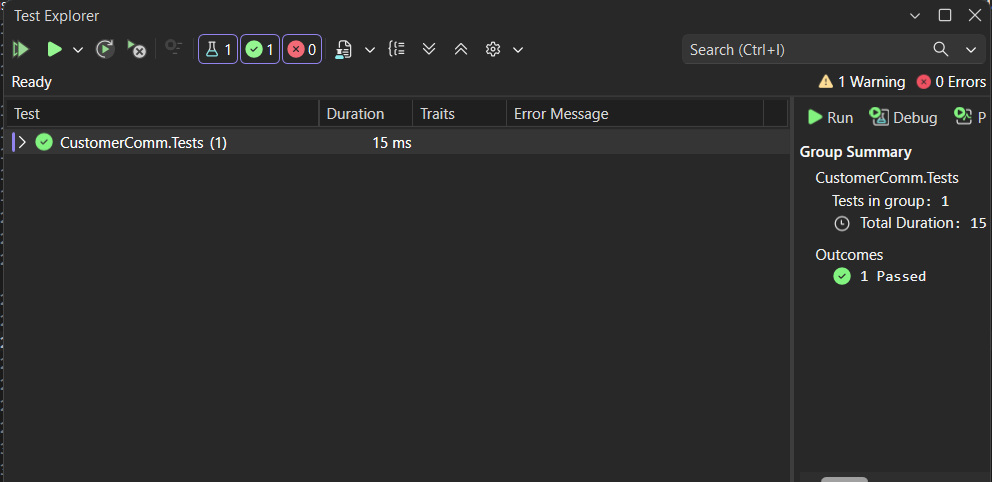 Test Explorer
1 1 0 Search (Ctrl+I)
Ready 1 Warning 0 Errors
Test Duration Traits Error Message
CustomerComm.Tests (1) 15 ms
Run Debug P
Group Summary
CustomerComm.Tests
Tests in group: 1
Total Duration: 15
Outcomes
1 Passed